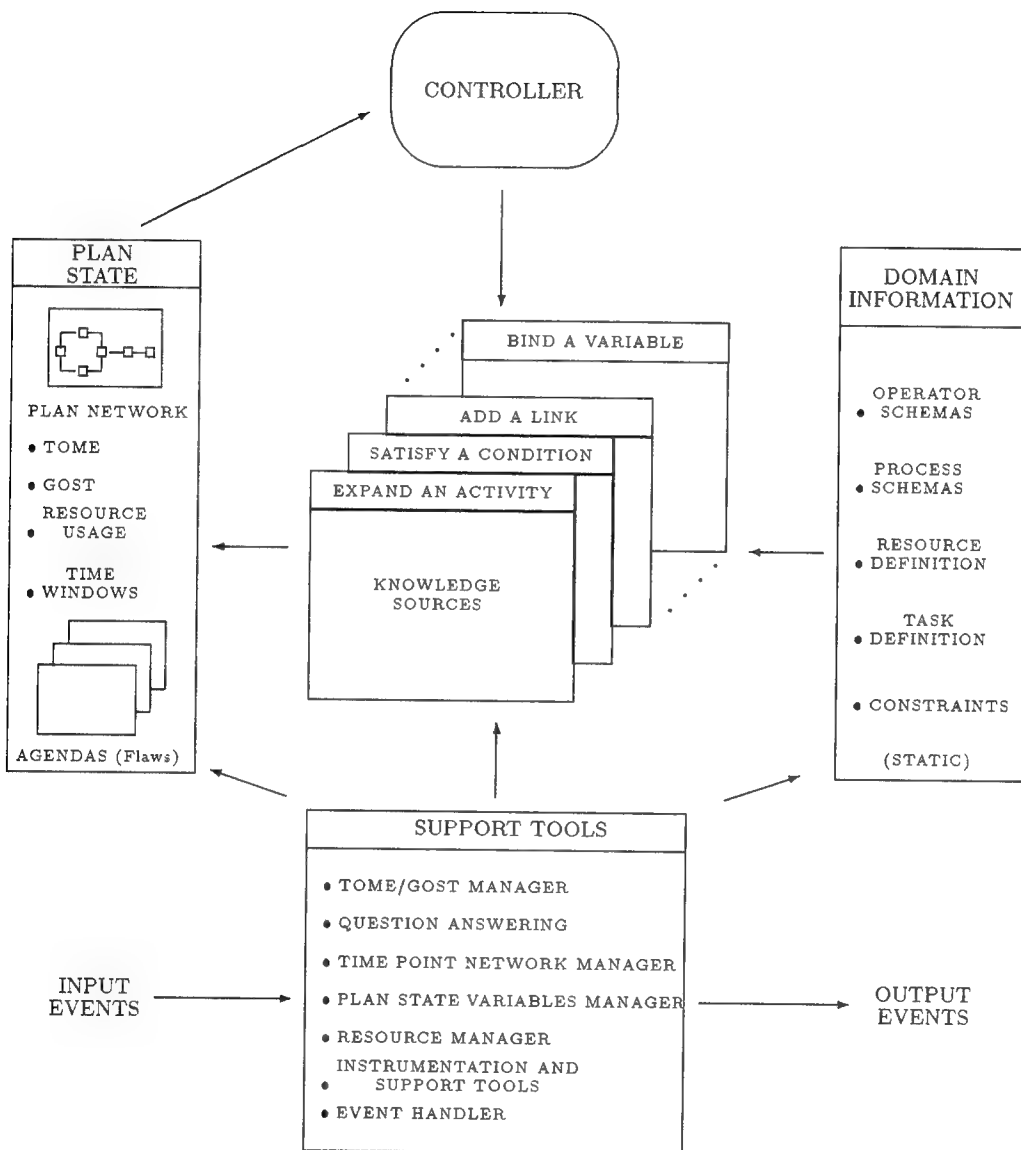 CONTROLLER
PLAN
STATE
PLAN NETWORK
• TOME
• GOST
RESOURCE
• USAGE
TIME
• WINDOWS
AGENDAS (Flaws)
BIND A VARIABLE
ADD A LINK
SATISFY A CONDITION
EXPAND AN ACTIVITY
KNOWLEDGE
SOURCES
DOMAIN
INFORMATION
OPERATOR
• SCHEMAS
PROCESS
• SCHEMAS
RESOURCE
• DEFINITION
TASK
• DEFINITION
• CONSTRAINTS
(STATIC)
SUPPORT TOOLS
• TOME/GOST MANAGER
• QUESTION ANSWERING
• TIME POINT NETWORK MANAGER
• PLAN STATE VARIABLES MANAGER
• RESOURCE MANAGER
INSTRUMENTATION AND
• SUPPORT TOOLS
• EVENT HANDLER
INPUT
EVENTS
OUTPUT
EVENTS